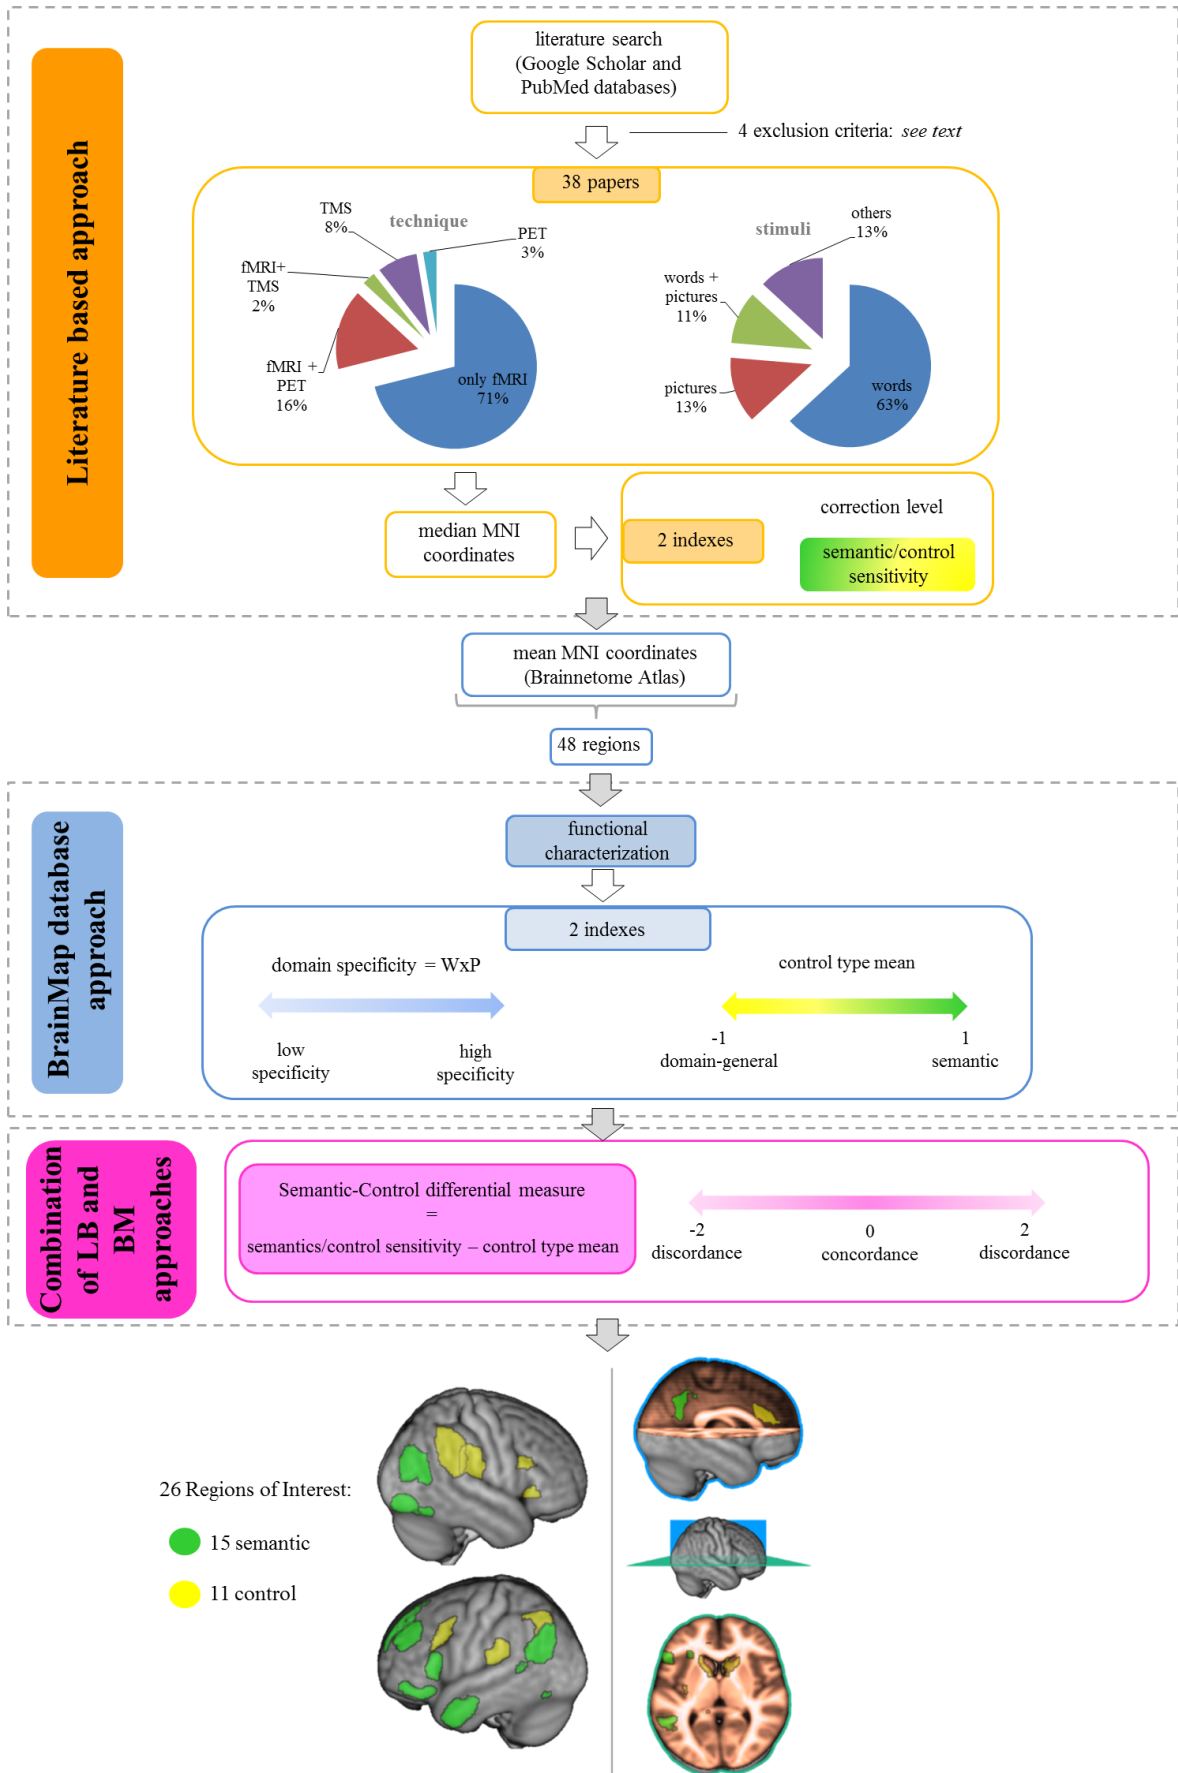 Literature based approach
literature search
(Google Scholar and
PubMed databases)
4 exclusion criteria: see text
38 papers
technique
TMS
8%
PET
3%
fMRI+
TMS
2%
fMRI +
PET
16%
only fMRI
71%
stimuli
others
13%
words +
pictures
11%
pictures
13%
words
63%
median MNI
coordinates
2 indexes
correction level
semantic/control
sensitivity
mean MNI coordinates
(Brainnetome Atlas)
48 regions
BrainMap database
approach
functional
characterization
2 indexes
domain specificity = WxP
low
specificity
high
specificity
control type mean
-1
domain-general
1
semantic
Combination
of LB and
BM
approaches
Semantic-Control differential measure
=
semantics/control sensitivity – control type mean
-2
discordance
0
concordance
2
discordance
26 Regions of Interest:
15 semantic
11 control